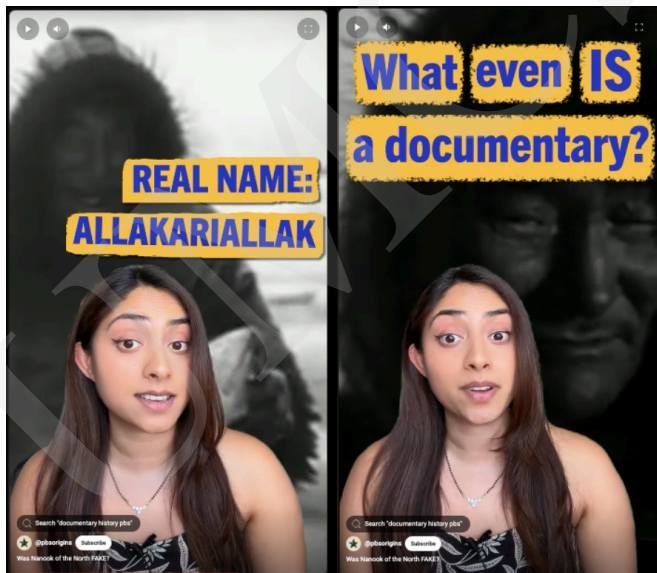 REAL NAME:
ALLAKARIALLAK
Search "documentary history pbs"
@pbsorigins Subscribe
Was Nanook of the North FAKE?
What even IS
a documentary?
Search "documentary history pbs"
@pbsorigins Subscribe
Was Nanook of the North FAKE?